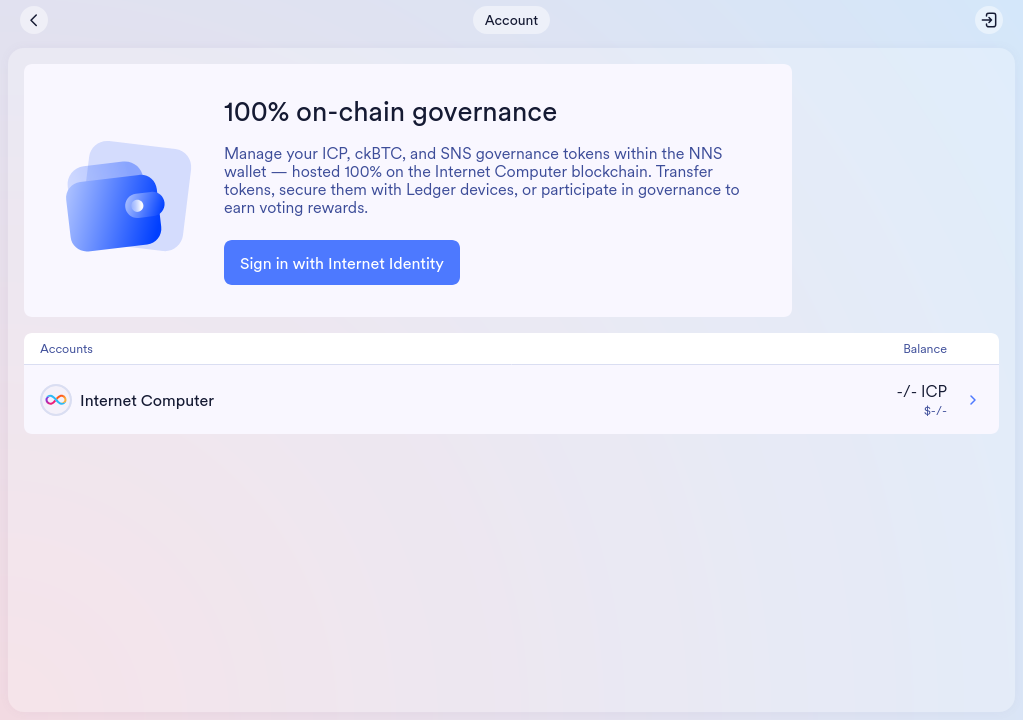 Account
100% on-chain governance
Manage your ICP, ckBTC, and SNS governance tokens within the NNS
wallet — hosted 100% on the Internet Computer blockchain. Transfer
tokens, secure them with Ledger devices, or participate in governance to
earn voting rewards.
Sign in with Internet Identity
Accounts Balance
Internet Computer -/- ICP
$-/-